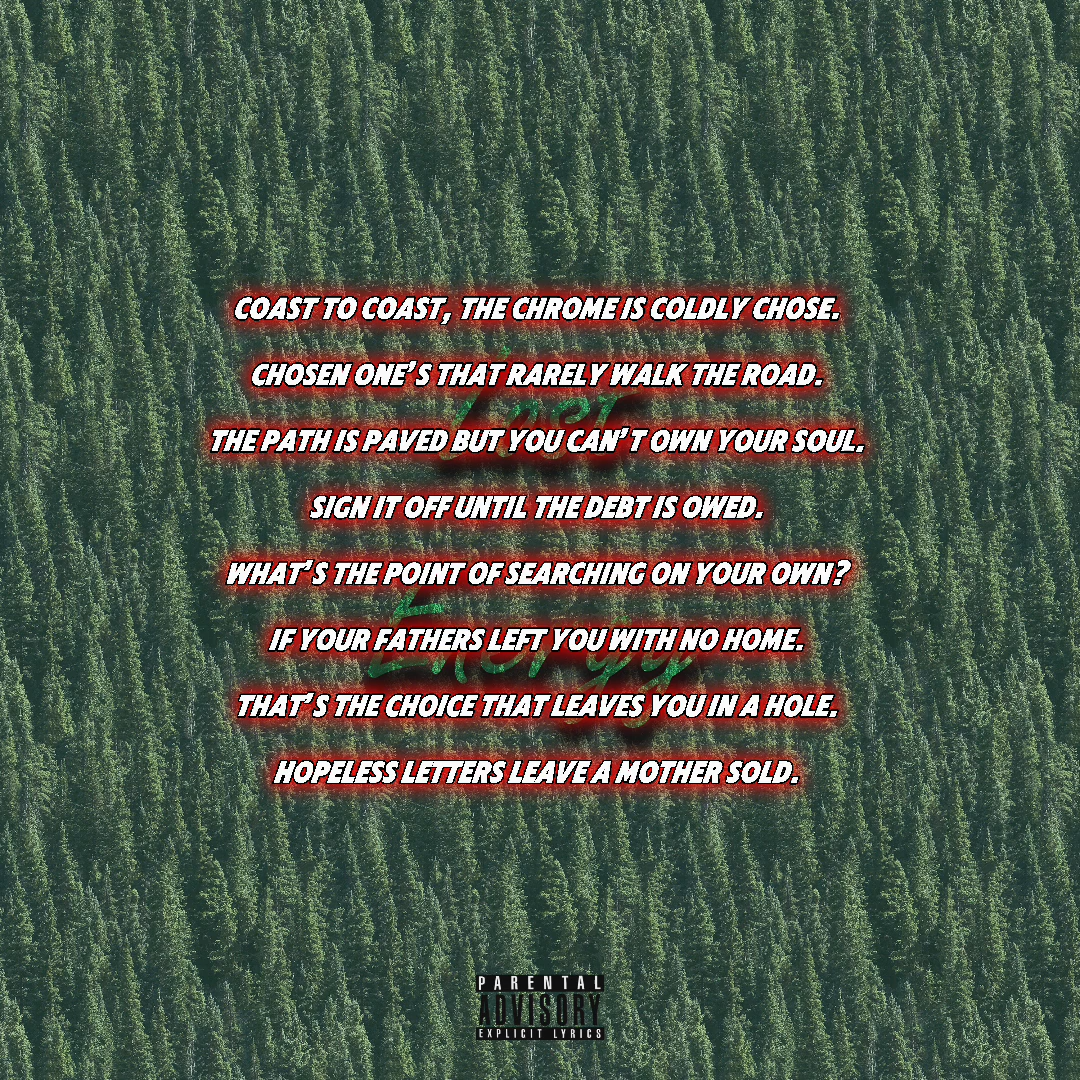 COAST TO COAST, THE CHROME IS COLDLY CHOSE.
CHOSEN ONE'S THAT RARELY WALK THE ROAD.
Lost
THE PATH IS PAVED BUT YOU CAN'T OWN YOUR SOUL.
SIGN IT OFF UNTIL THE DEBT IS OWED.
WHAT'S THE POINT OF SEARCHING ON YOUR OWN?
IF YOUR FATHERS LEFT YOU WITH NO HOME.
Energy
THAT'S THE CHOICE THAT LEAVES YOU IN A HOLE.
HOPELESS LETTERS LEAVE A MOTHER SOLD.
PARENTAL
ADVISORY
EXPLICIT LYRICS